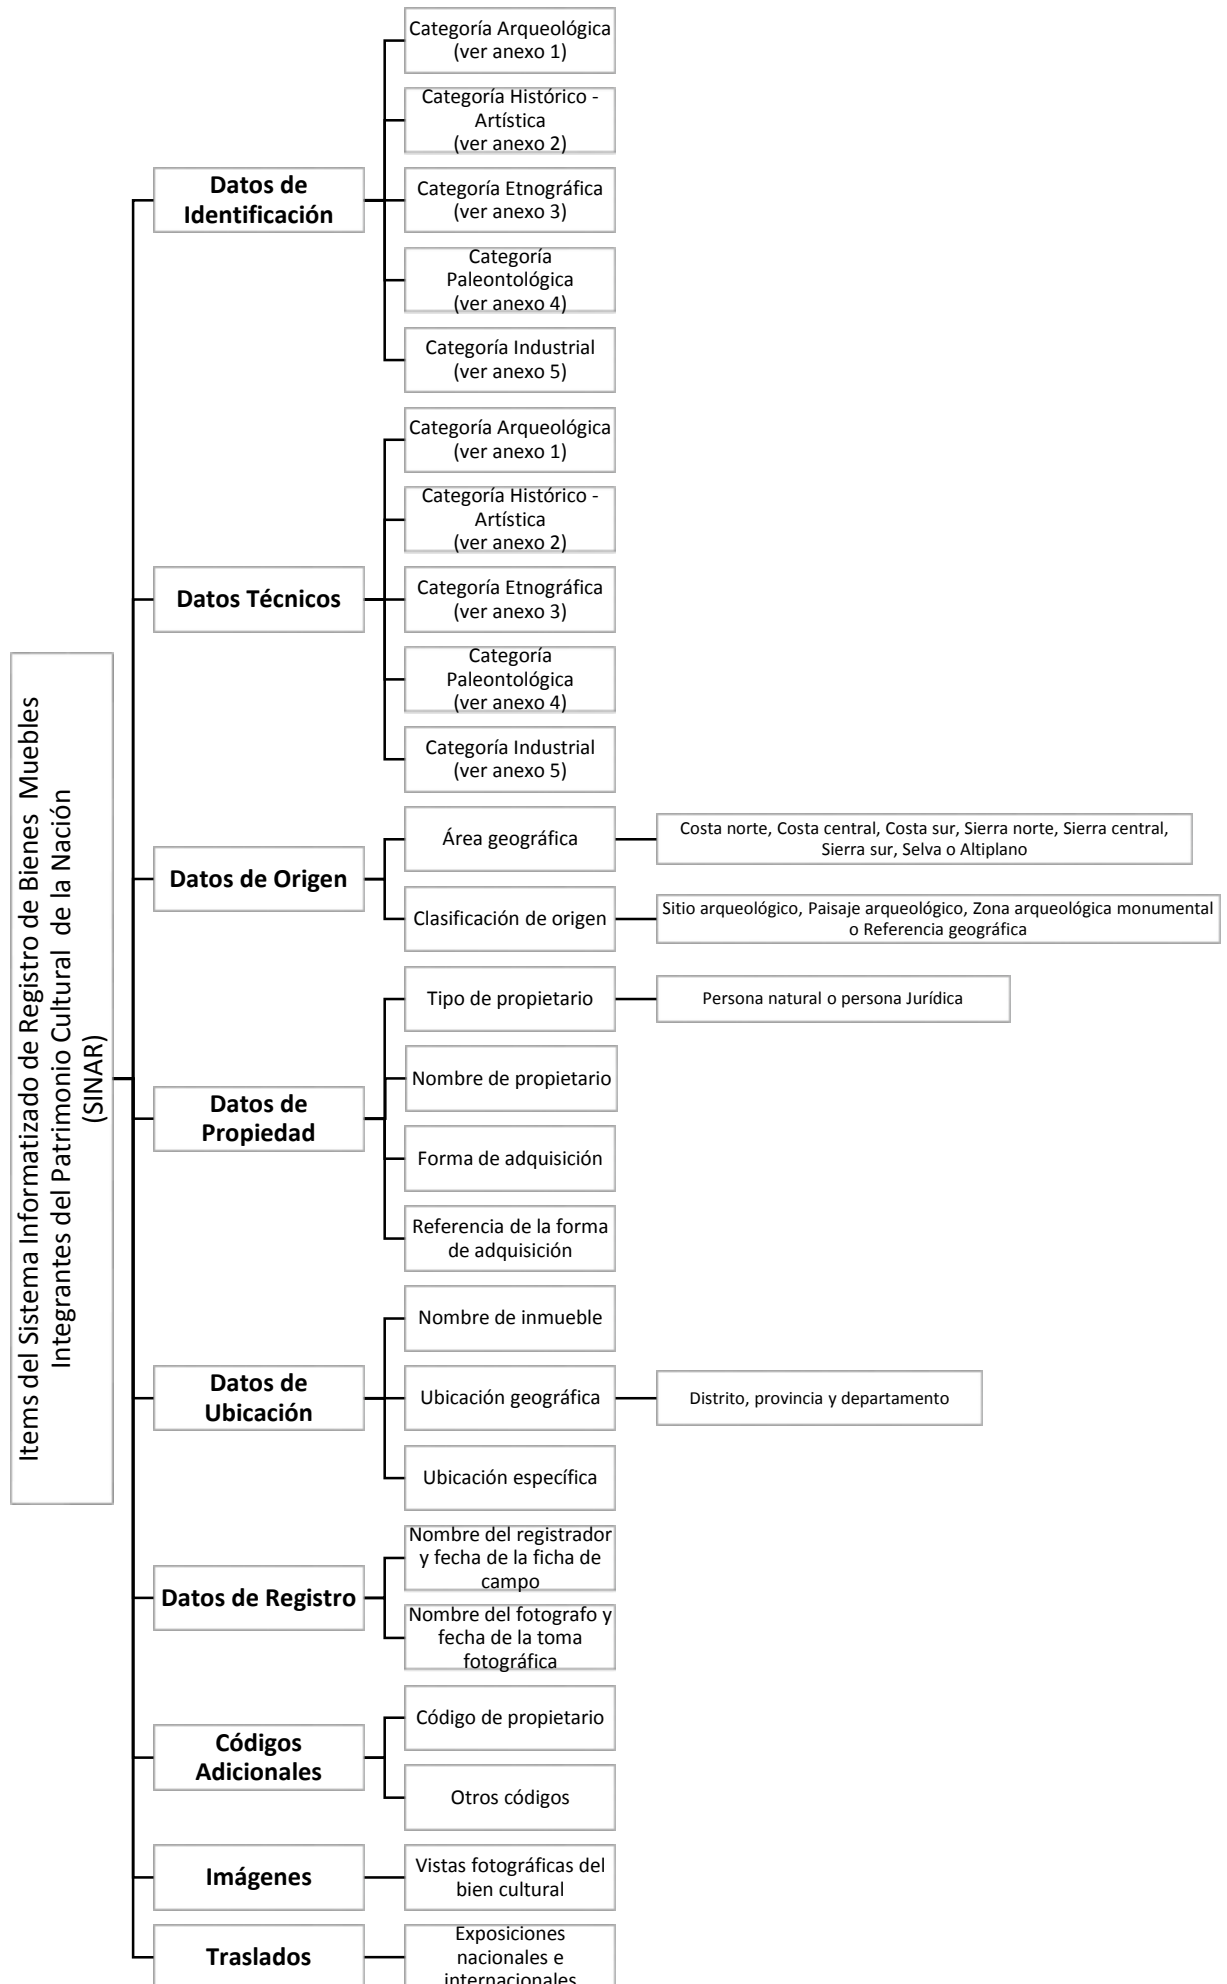 Items del Sistema Informatizado de Registro de Bienes Muebles
Integrantes del Patrimonio Cultural de la Nación
(SINAR)
Datos de
Identificación
Categoría Arqueológica
(ver anexo 1)
Categoría Histórico -
Artística
(ver anexo 2)
Categoría Etnográfica
(ver anexo 3)
Categoría
Paleontológica
(ver anexo 4)
Categoría Industrial
(ver anexo 5)
Datos Técnicos
Categoría Arqueológica
(ver anexo 1)
Categoría Histórico -
Artística
(ver anexo 2)
Categoría Etnográfica
(ver anexo 3)
Categoría
Paleontológica
(ver anexo 4)
Categoría Industrial
(ver anexo 5)
Datos de Origen
Área geográfica
Costa norte, Costa central, Costa sur, Sierra norte, Sierra central,
Sierra sur, Selva o Altiplano
Clasificación de origen
Sitio arqueológico, Paisaje arqueológico, Zona arqueológica monumental
o Referencia geográfica
Datos de
Propiedad
Tipo de propietario
Persona natural o persona Jurídica
Nombre de propietario
Forma de adquisición
Referencia de la forma
de adquisición
Datos de
Ubicación
Nombre de inmueble
Ubicación geográfica
Distrito, provincia y departamento
Ubicación específica
Datos de Registro
Nombre del registrador
y fecha de la ficha de
campo
Nombre del fotografo y
fecha de la toma
fotográfica
Códigos
Adicionales
Código de propietario
Otros códigos
Imágenes
Vistas fotográficas del
bien cultural
Traslados
Exposiciones
nacionales e
internacionales